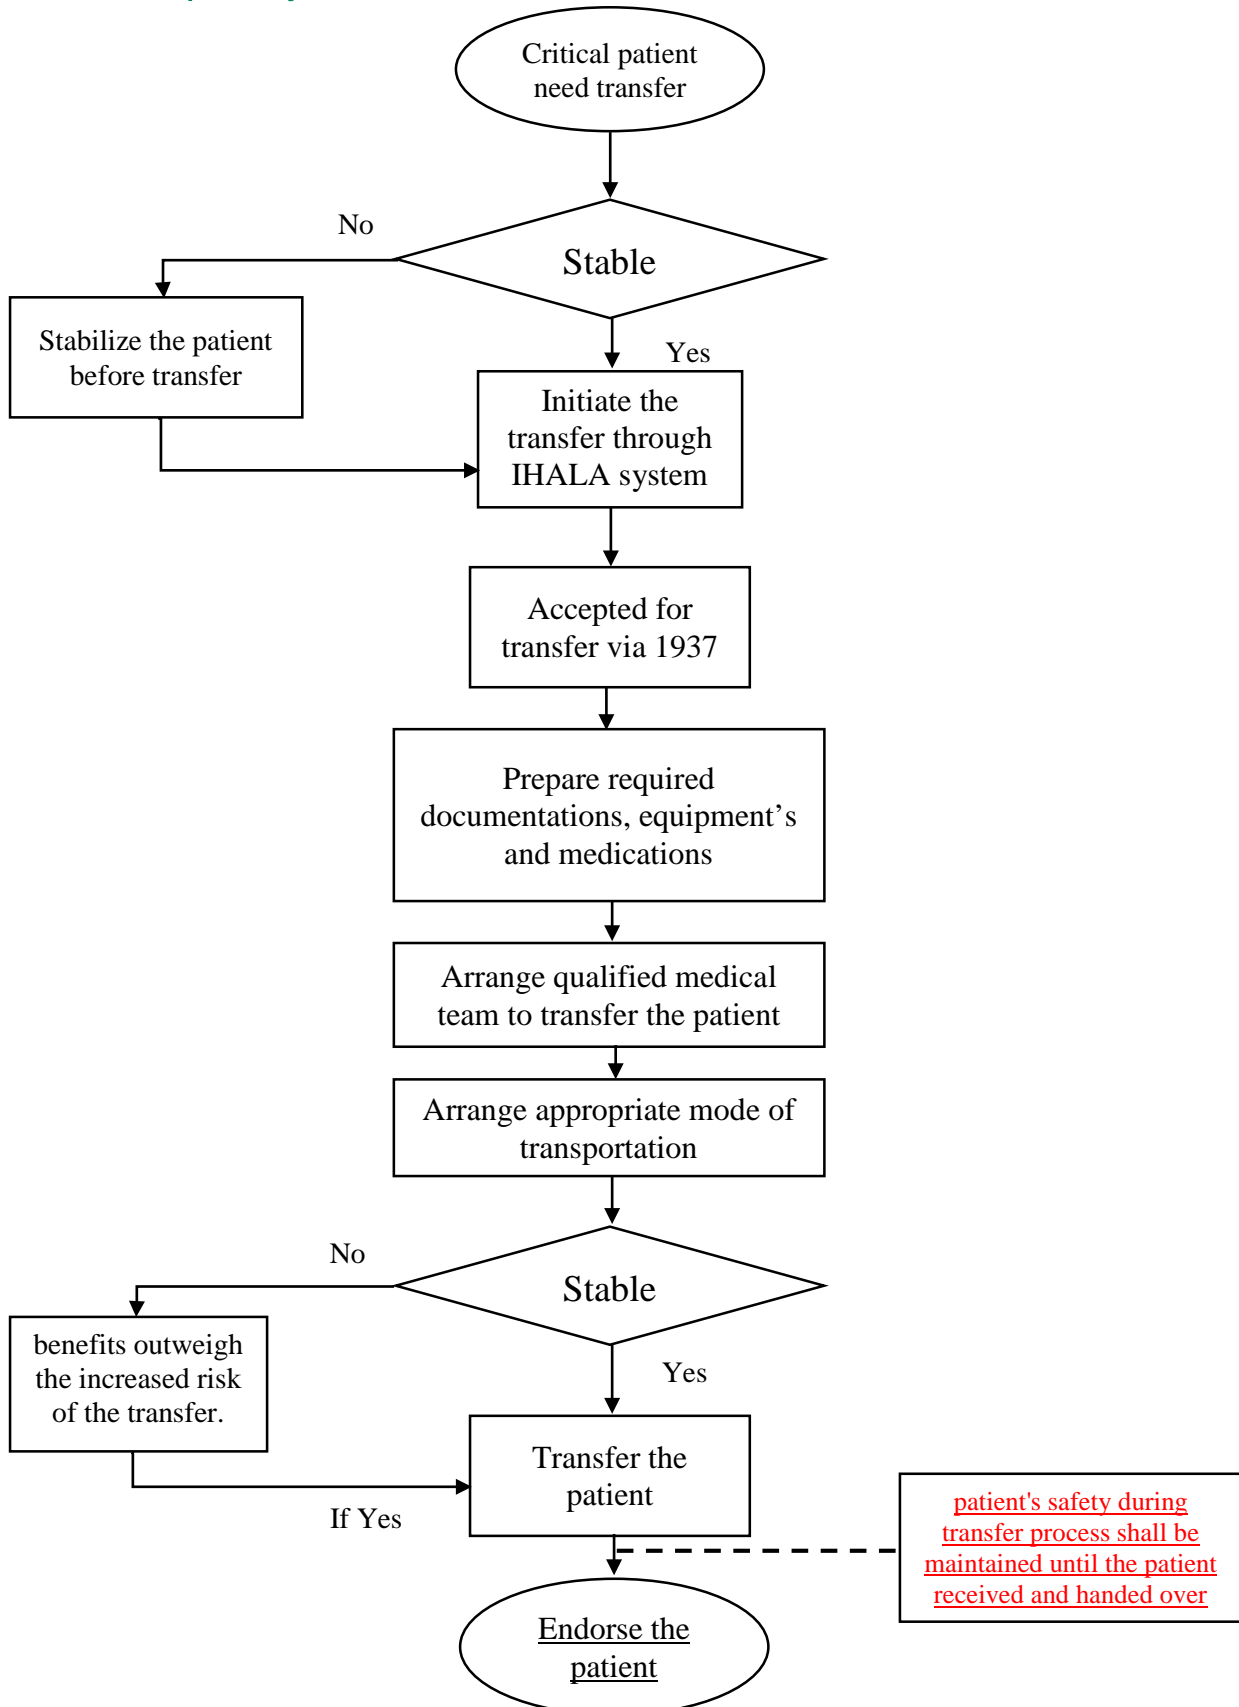 Critical patient
need transfer
No
Stable
Stabilize the patient
before transfer
Yes
Initiate the
transfer through
IHALA system
Accepted for
transfer via 1937
Prepare required
documentations, equipment’s
and medications
Arrange qualified medical
team to transfer the patient
Arrange appropriate mode of
transportation
No
Stable
benefits outweigh
the increased risk
of the transfer.
Yes
Transfer the
patient
If Yes
patient's safety during
transfer process shall be
maintained until the patient
received and handed over
Endorse the
patient